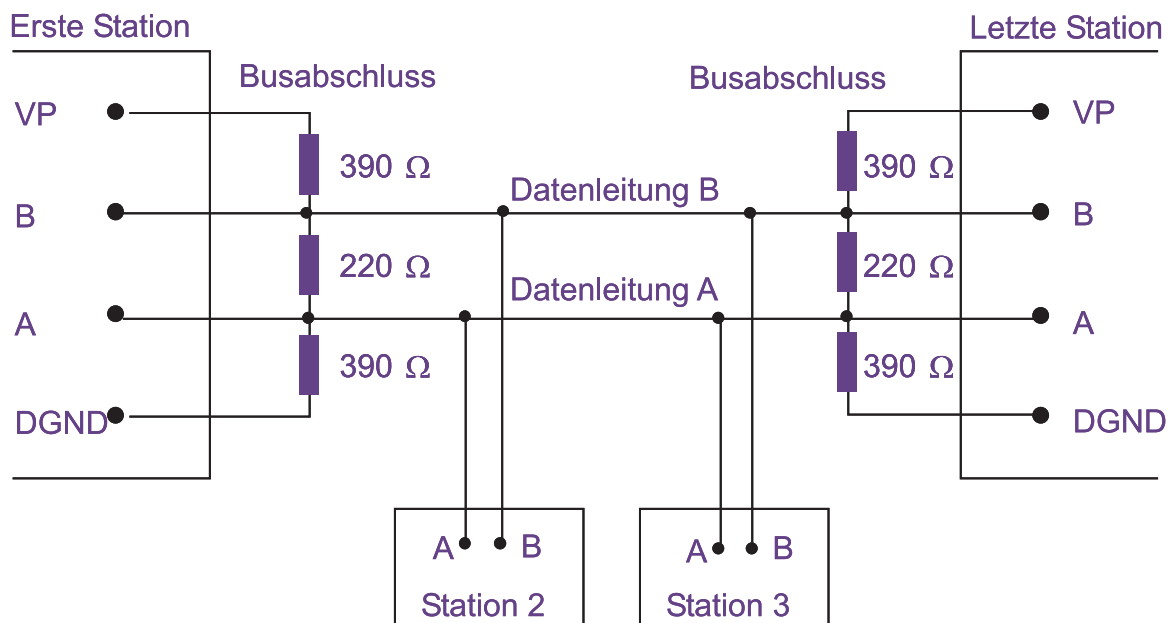 Erste Station
Letzte Station
Busabschluss
Busabschluss
VP
VP
390 Ω
390 Ω
Datenleitung B
B
B
220 Ω
220 Ω
Datenleitung A
A
A
390 Ω
390 Ω
DGND
DGND
A B
A B
Station 2
Station 3